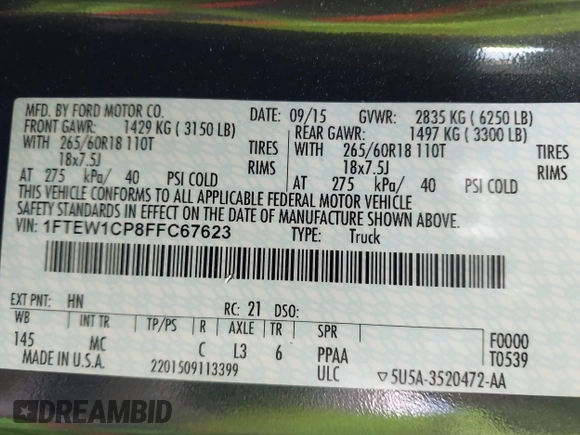 MFD. BY FORD MOTOR CO.
DATE: 09/15 GVWR: 2835 KG ( 6250 LB)
FRONT GAWR: 1429 KG ( 3150 LB) REAR GAWR: 1497 KG ( 3300 LB)
WITH 265/60R18 110T TIRES WITH 265/60R18 110T TIRES
18x7.5J RIMS 18x7.5J RIMS
AT 275 kPa/ 40 PSI COLD AT 275 kPa/ 40 PSI COLD
THIS VEHICLE CONFORMS TO ALL APPLICABLE FEDERAL MOTOR VEHICLE
SAFETY STANDARDS IN EFFECT ON THE DATE OF MANUFACTURE SHOWN ABOVE.
VIN: 1FTEW1CP8FFC67623 TYPE: Truck
EXT PNT: HN RC: 21 DSO:
WB INT TR TP/PS R AXLE TR SPR F0000
145 MC C L3 6 PPAA T0539
MADE IN U.S.A. 2201509113399 ULC ▽5U5A-3520472-AA
DREAMBID